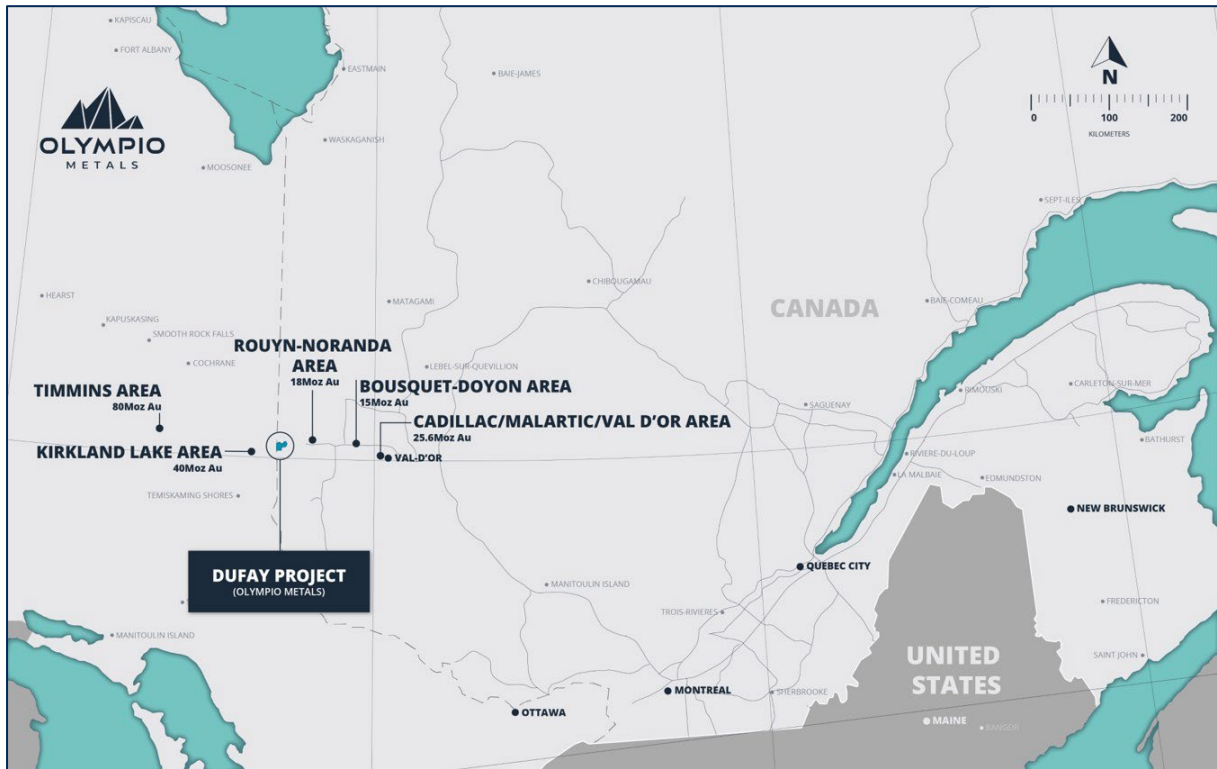 KAPISCAU
FORT ALBANY
EASTMAIN
BAIE-JAMES
N
0 100 200
KILOMETERS
OLYMPIO
METALS
WASKAGANISH
MOOSONEE
SEPT-ILES
HEARST
MATAGAMI
CHIBOUGAMAU
CANADA
BAIE-COMEAU
KAPUSKASING
SMOOTH ROCK FALLS
COCHRANE
ROUYN-NORANDA
AREA
18Moz Au
LEBEL-SUR-QUEVILLION
TIMMINS AREA
80Moz Au
BOUSQUET-DOYON AREA
15Moz Au
RIMOUSKI
CARLETON-SUR-MER
SAGUENAY
CADILLAC/MALARTIC/VAL D'OR AREA
25.6Moz Au
KIRKLAND LAKE AREA
40Moz Au
VAL-D'OR
BATHURST
RIVIERE-DU-LOUP
LA MALBAIE
EDMUNDSTON
TEMISKAMING SHORES
NEW BRUNSWICK
DUFAY PROJECT
(OLYMPIO METALS)
QUEBEC CITY
MANITOULIN ISLAND
TROIS-RIVIERES
FREDERICTON
MANITOULIN ISLAND
UNITED
STATES
SAINT JOHN
MONTREAL
SHERBROOKE
OTTAWA
MAINE
BANGOR